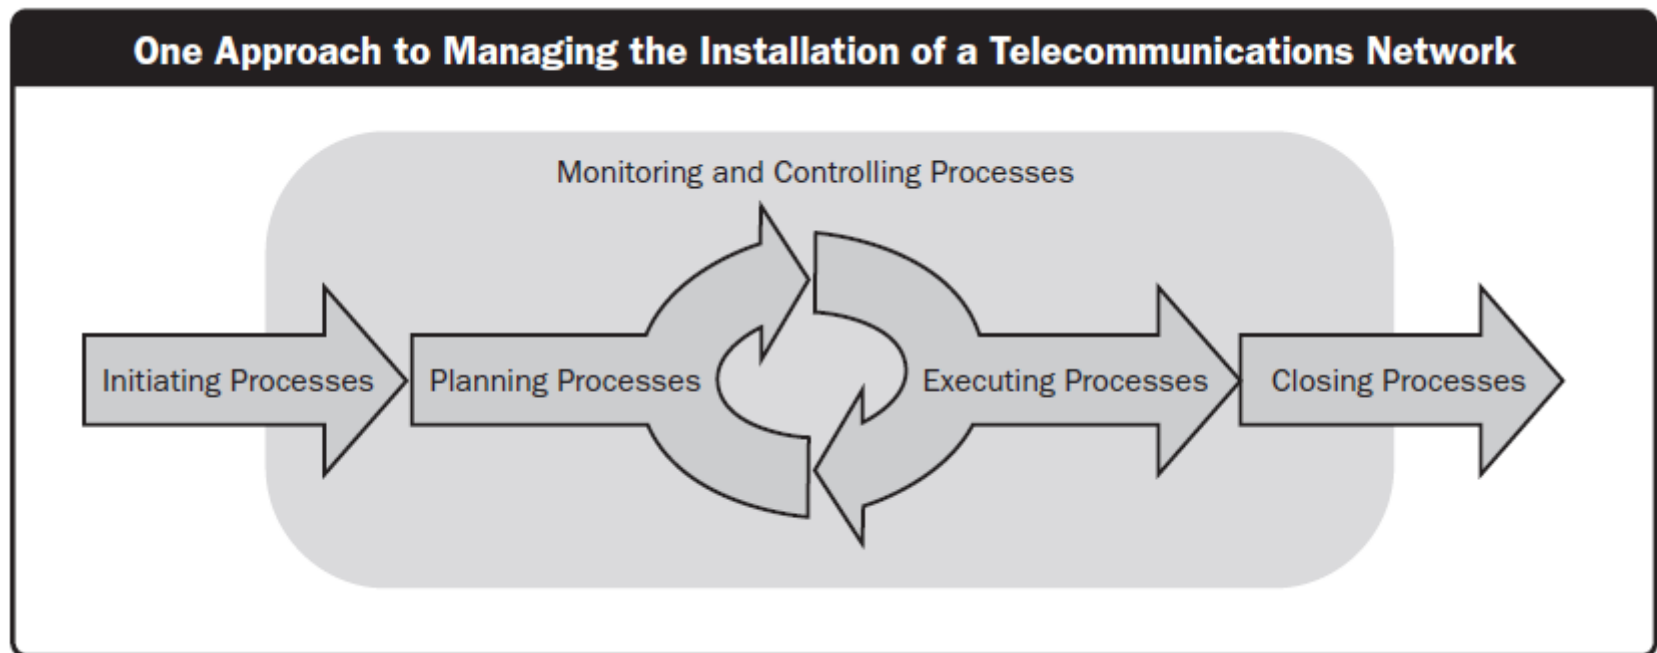 One Approach to Managing the Installation of a Telecommunications Network
Monitoring and Controlling Processes
Initiating Processes
Planning Processes
Executing Processes
Closing Processes